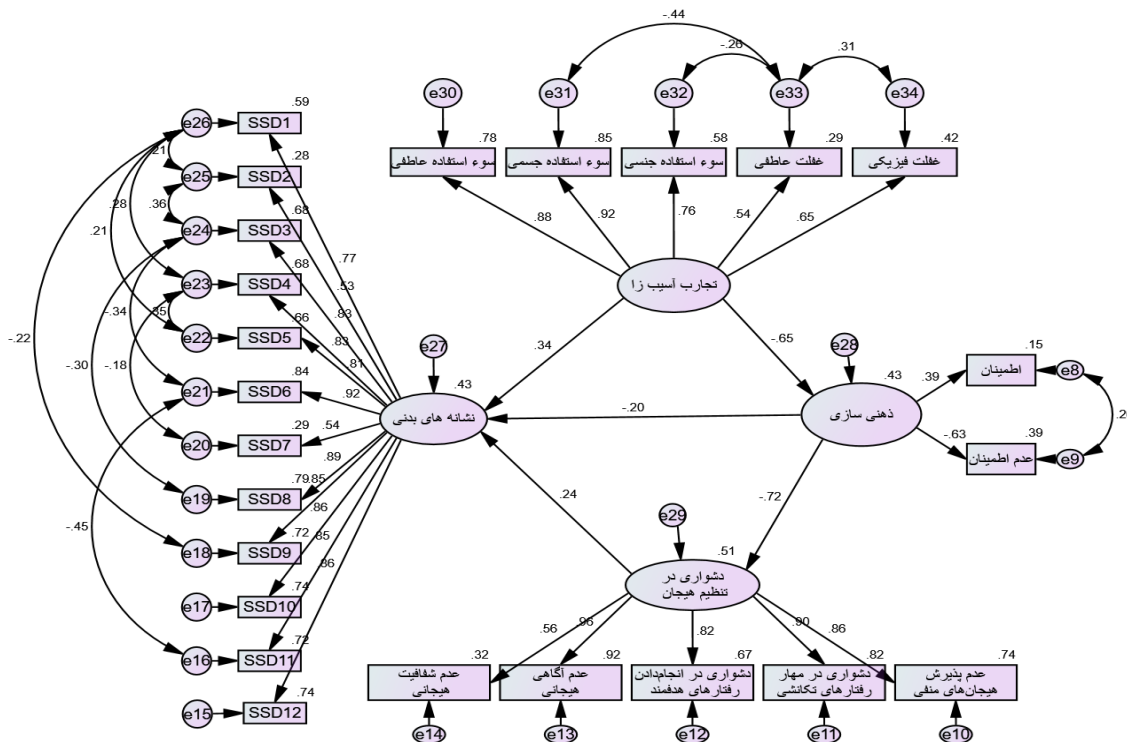 -.44
-.26
.31
e30
e31
e32
e33
e34
.78
.85
.58
.29
.42
سوء استفاده عاطفی
سوء استفاده جسمی
سوء استفاده جنسی
غفلت عاطفی
غفلت فیزیکی
.88
.92
.76
.54
.65
تجارب آسیب زا
.34
-.65
e26
SSD1
.59
.21
e25
SSD2
.28
.36
e24
SSD3
.68
.28
.21
e23
SSD4
.68
.35
e22
SSD5
.66
-.34
e21
SSD6
.84
-.18
e20
SSD7
.29
-.30
e19
SSD8
.79
-.22
e18
SSD9
.72
e17
SSD10
.74
-.45
e16
SSD11
.72
e15
SSD12
.74
.77
.53
.83
.83
.81
.92
.54
.89
.85
.86
.85
.86
e27
.43
نشانه های بدنی
-.20
e28
.43
ذهنی سازی
.39
-.63
.15
اطمینان
e8
.39
عدم اطمینان
e9
.24
-.72
e29
.51
دشواری در
تنظیم هیجان
.56
.96
.82
.90
.86
.32
عدم شفافیت
هیجانی
.92
عدم آگاهی
هیجانی
.67
دشواری در انجام‌دادن
رفتارهای هدفمند
.82
دشواری در مهار
رفتارهای تکانشی
.74
عدم پذیرش
هیجان‌های منفی
e14
e13
e12
e11
e10